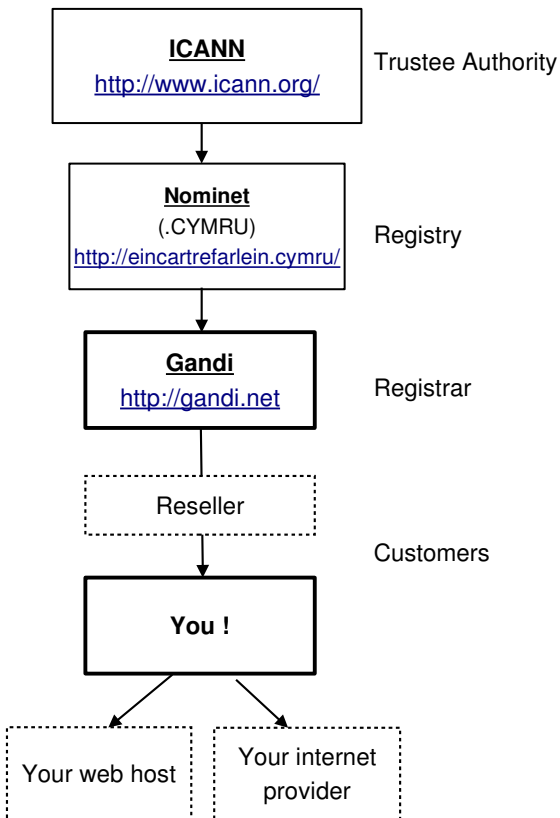 ICANN
http://www.icann.org/
Trustee Authority
Nominet
(.CYMRU)
http://eincartrefarlein.cymru/
Registry
Gandi
http://gandi.net
Registrar
Reseller
Customers
You !
Your web host
Your internet
provider